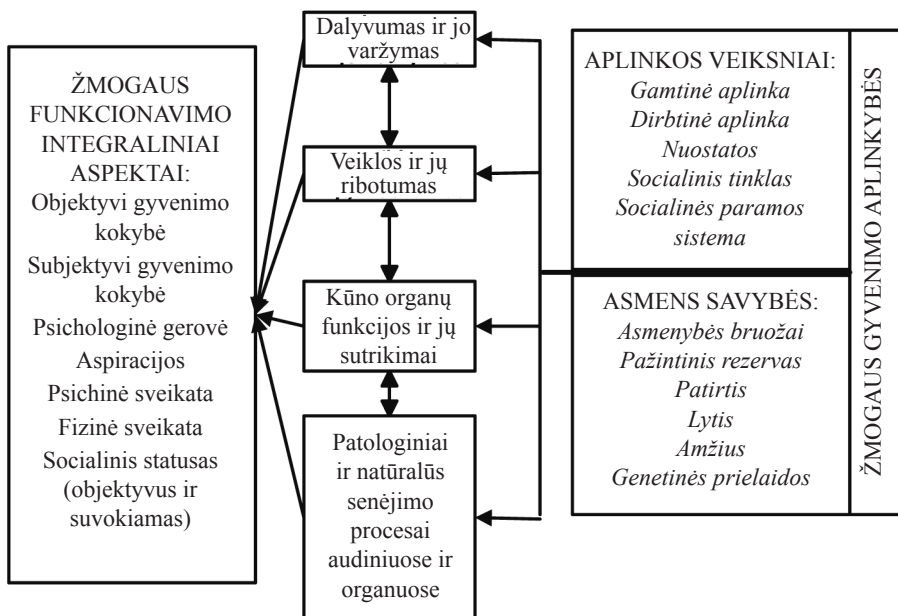 ŽMOGAUS
FUNKCIONAVIMO
INTEGRALINIAI
ASPEKTAI:
Objektyvi gyvenimo
kokybė
Subjektyvi gyvenimo
kokybė
Psichologinė gerovė
Aspiracijos
Psichinė sveikata
Fizinė sveikata
Socialinis statusas
(objektyvus ir
suvokiamas)
Dalyvumas ir jo
varžymas
Veiklos ir jų
ribotumas
Kūno organų
funkcijos ir jų
sutrikimai
Patologiniai
ir natūralūs
senėjimo
procesai
audiniuose ir
organuose
APLINKOS VEIKSNIAI:
Gamtinė aplinka
Dirbtinė aplinka
Nuostatos
Socialinis tinklas
Socialinės paramos
sistema
ASMENS SAVYBĖS:
Asmenybės bruožai
Pažintinis rezervas
Patirtis
Lytis
Amžius
Genetinės prielaidos
ŽMOGAUS GYVENIMO APLINKYBĖS